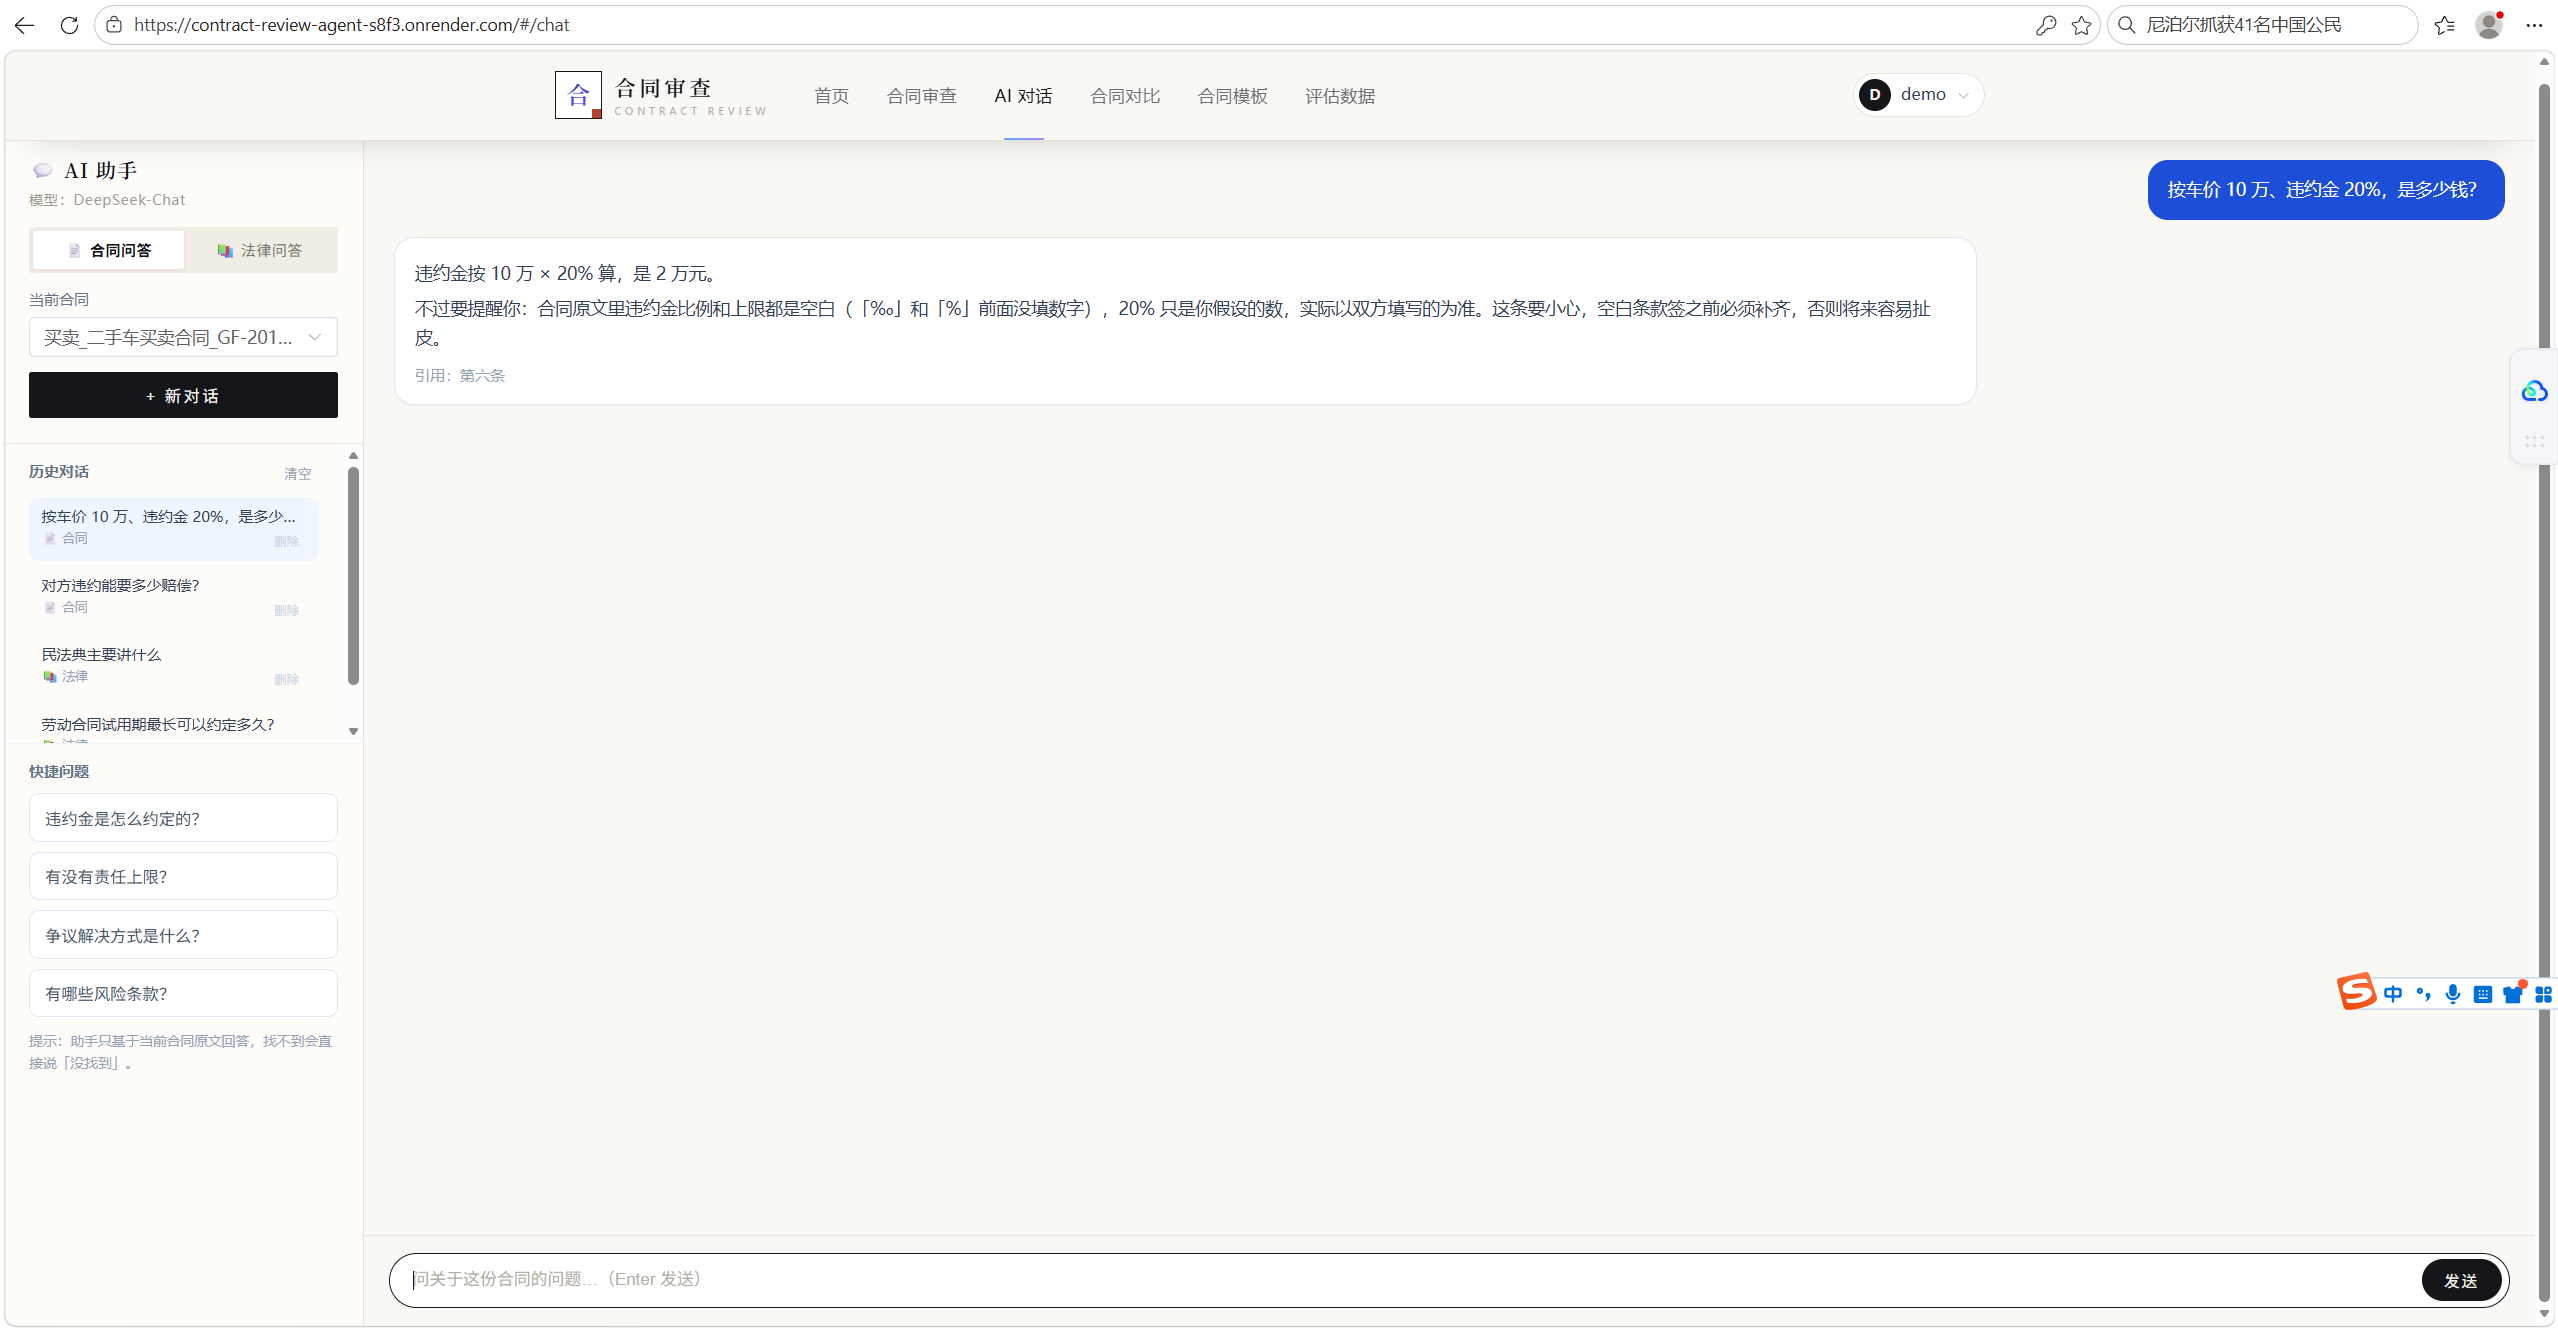 https://contract-review-agent-s8f3.onrender.com/#/chat
尼泊尔抓获41名中国公民
合
合同审查
CONTRACT REVIEW
首页
合同审查
AI 对话
合同对比
合同模板
评估数据
D
demo
AI 助手
模型：DeepSeek-Chat
合同问答
法律问答
当前合同
买卖_二手车买卖合同_GF-201...
+ 新对话
历史对话
清空
按车价 10 万、违约金 20%，是多少...
合同
删除
对方违约能要多少赔偿？
合同
删除
民法典主要讲什么
法律
删除
劳动合同试用期最长可以约定多久？
法律
快捷问题
违约金是怎么约定的？
有没有责任上限？
争议解决方式是什么？
有哪些风险条款？
提示：助手只基于当前合同原文回答，找不到会直
接说「没找到」。
按车价 10 万、违约金 20%，是多少钱？
违约金按 10 万 × 20% 算，是 2 万元。
不过要提醒你：合同原文里违约金比例和上限都是空白（「‰」和「%」前面没填数字），20% 只是你假设的数，实际以双方填写的为准。这条要小心，空白条款签之前必须补齐，否则将来容易扯
皮。
引用：第六条
S
中
问关于这份合同的问题…（Enter 发送）
发送